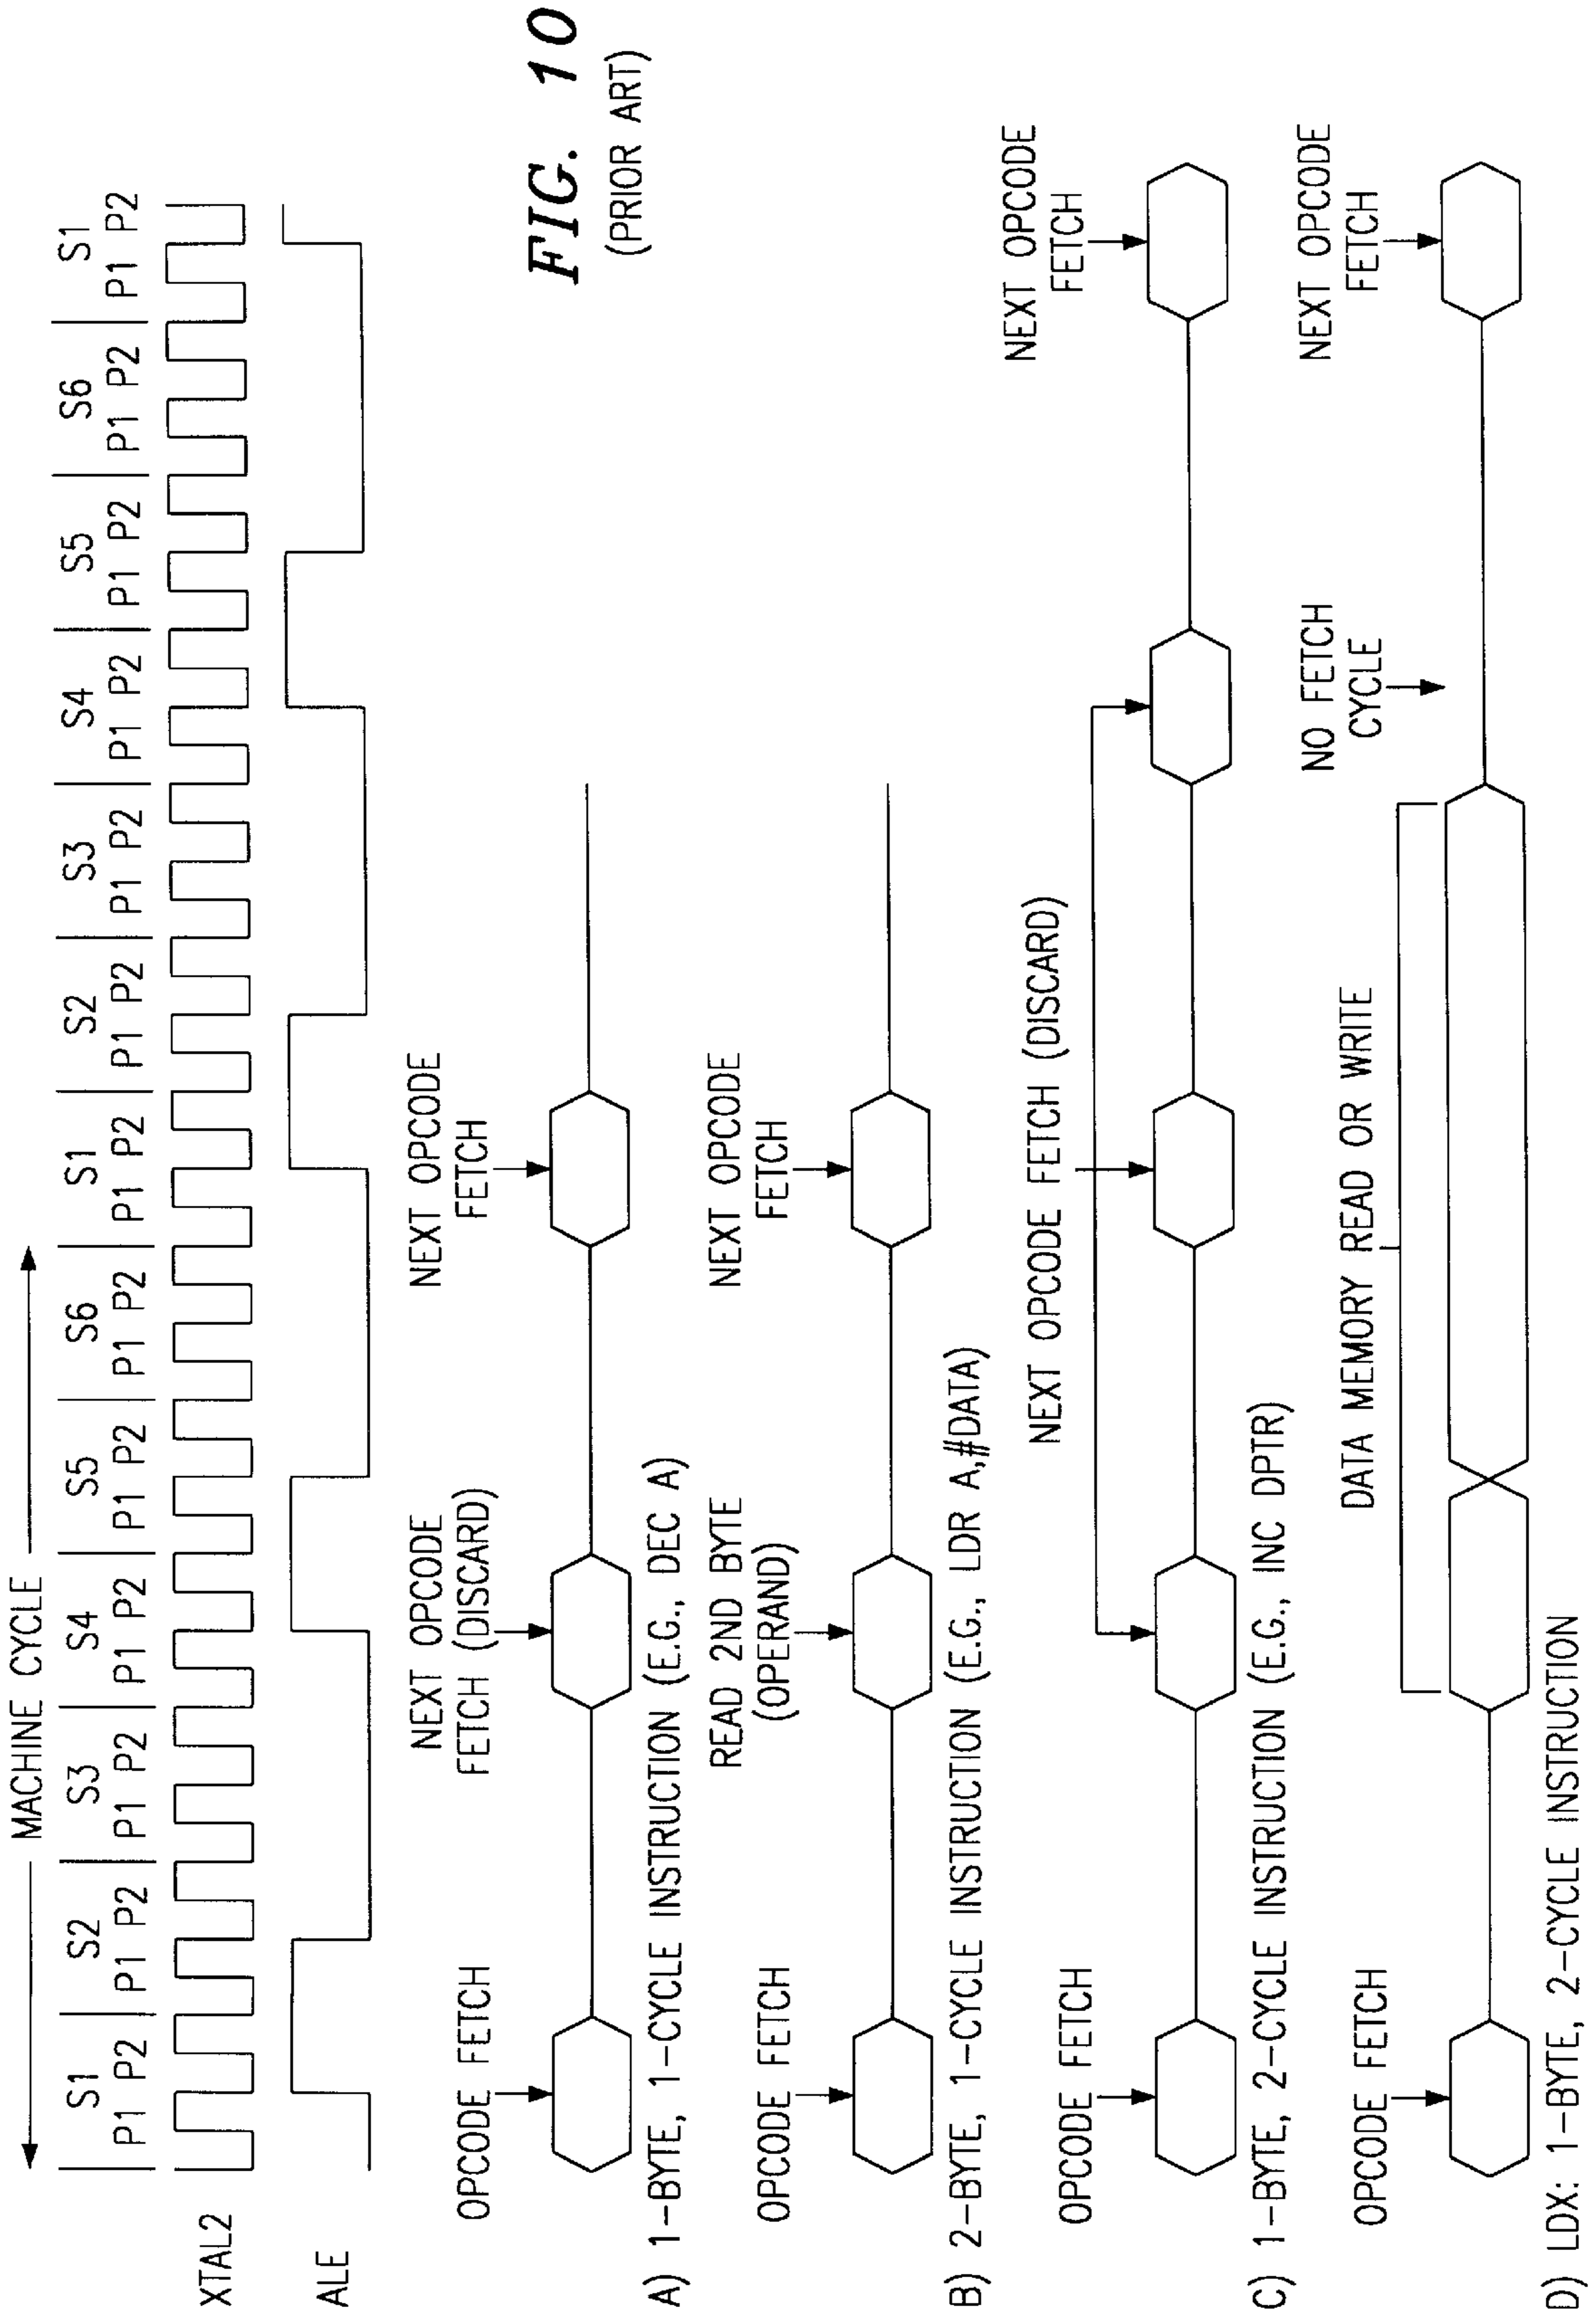 MACHINE CYCLE
S1 S2 S3 S4 S5 S6 S1 S2 S3 S4 S5 S6 S1
P1 P2 P1 P2 P1 P2 P1 P2 P1 P2 P1 P2 P1 P2 P1 P2 P1 P2 P1 P2 P1 P2 P1 P2 P1 P2
XTAL2
ALE
OPCODE FETCH
NEXT OPCODE
FETCH (DISCARD)
NEXT OPCODE
FETCH
A) 1-BYTE, 1-CYCLE INSTRUCTION (E.G., DEC A)
OPCODE FETCH
READ 2ND BYTE
(OPERAND)
NEXT OPCODE
FETCH
B) 2-BYTE, 1-CYCLE INSTRUCTION (E.G., LDR A,#DATA)
OPCODE FETCH
NEXT OPCODE FETCH (DISCARD)
NEXT OPCODE
FETCH
C) 1-BYTE, 2-CYCLE INSTRUCTION (E.G., INC DPTR)
OPCODE FETCH
DATA MEMORY READ OR WRITE
NO FETCH
CYCLE
NEXT OPCODE
FETCH
D) LDX: 1-BYTE, 2-CYCLE INSTRUCTION
FIG. 10
(PRIOR ART)